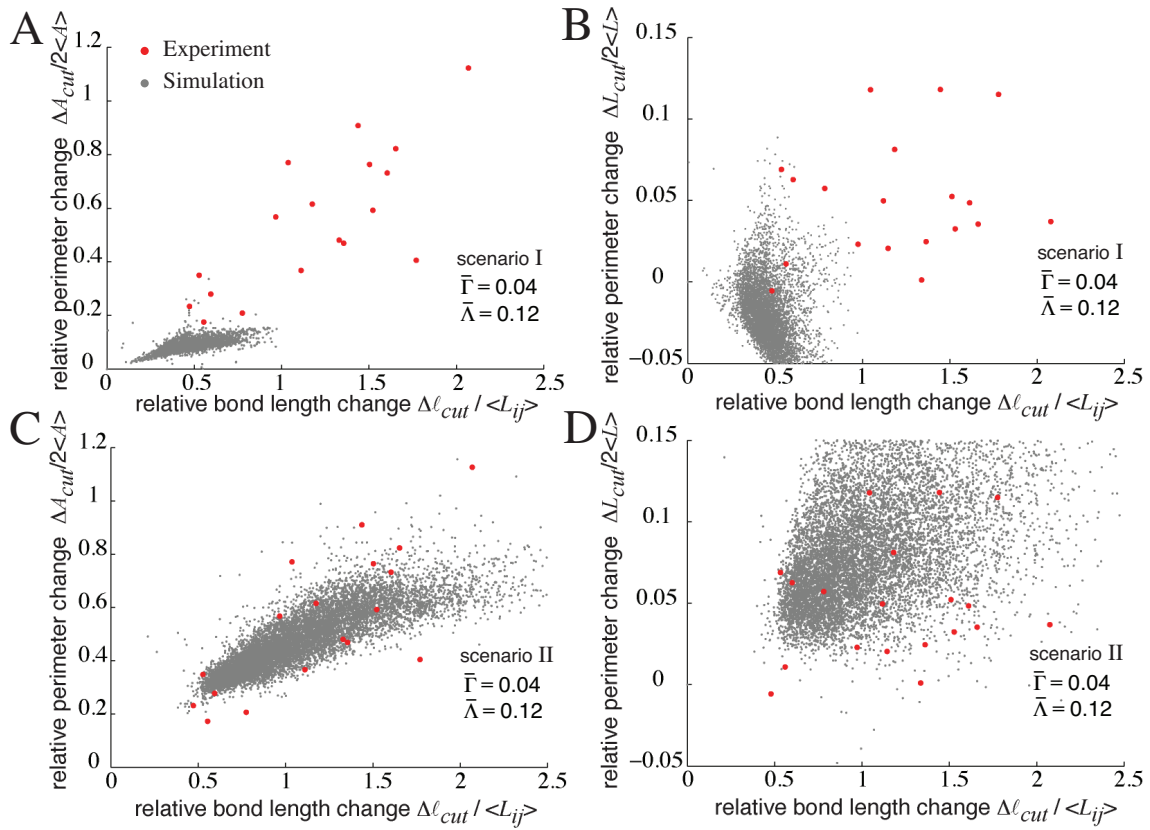 A
relative perimeter change ΔA_cut/2<A>
1.2
1
0.8
0.6
0.4
0.2
0
Experiment
Simulation
scenario I
Γ̄ = 0.04
Λ̄ = 0.12
0
0.5
1
1.5
2
2.5
relative bond length change Δℓ_cut / <L_ij>
B
relative perimeter change ΔL_cut/2<L>
0.15
0.1
0.05
0
−0.05
scenario I
Γ̄ = 0.04
Λ̄ = 0.12
0
0.5
1
1.5
2
2.5
relative bond length change Δℓ_cut / <L_ij>
C
relative perimeter change ΔA_cut/2<A>
1.2
1
0.8
0.6
0.4
0.2
0
scenario II
Γ̄ = 0.04
Λ̄ = 0.12
0
0.5
1
1.5
2
2.5
relative bond length change Δℓ_cut / <L_ij>
D
relative perimeter change ΔL_cut/2<L>
0.15
0.1
0.05
0
−0.05
scenario II
Γ̄ = 0.04
Λ̄ = 0.12
0
0.5
1
1.5
2
2.5
relative bond length change Δℓ_cut / <L_ij>